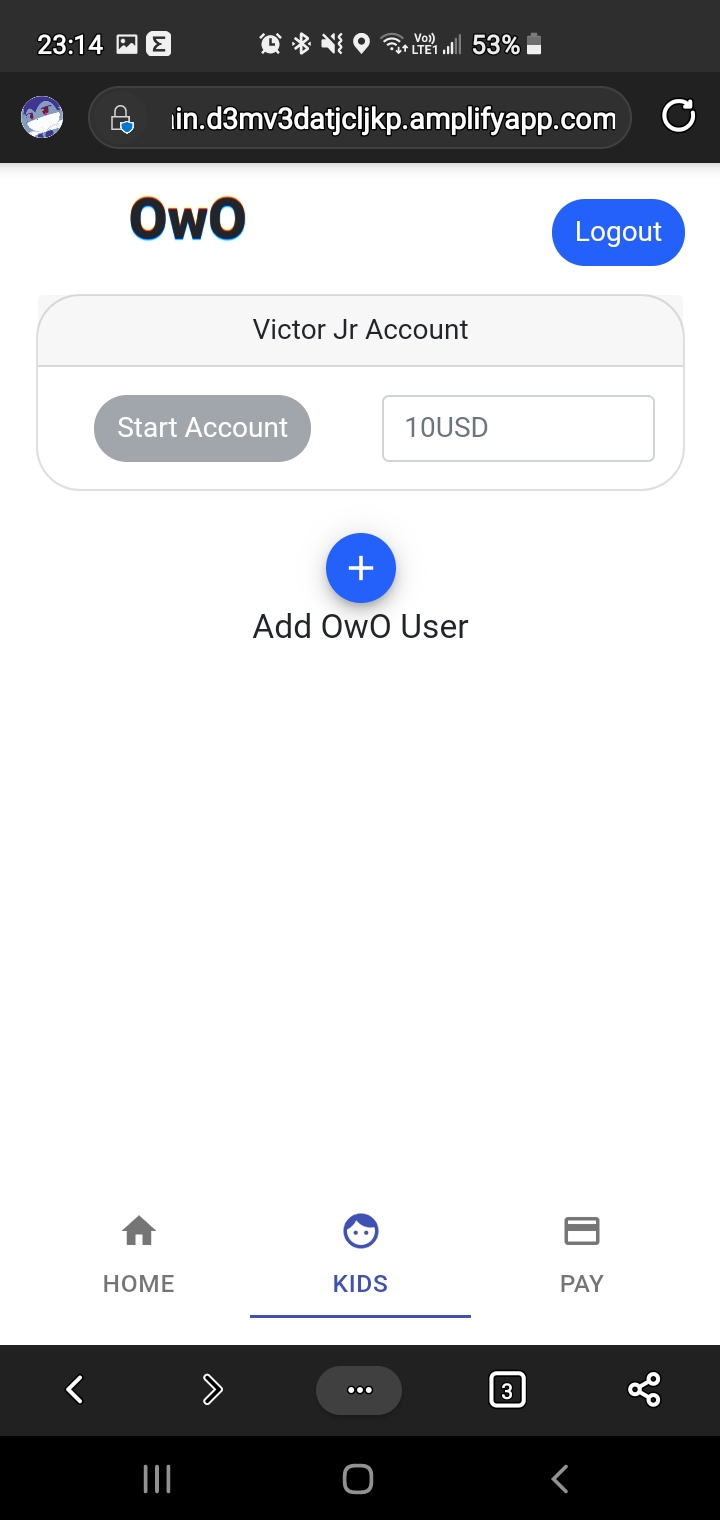 23:14 Vo)) LTE1 53%
in.d3mv3datjcljkp.amplifyapp.com
OwO
Logout
Victor Jr Account
Start Account 10USD
+
Add OwO User
HOME KIDS PAY
3